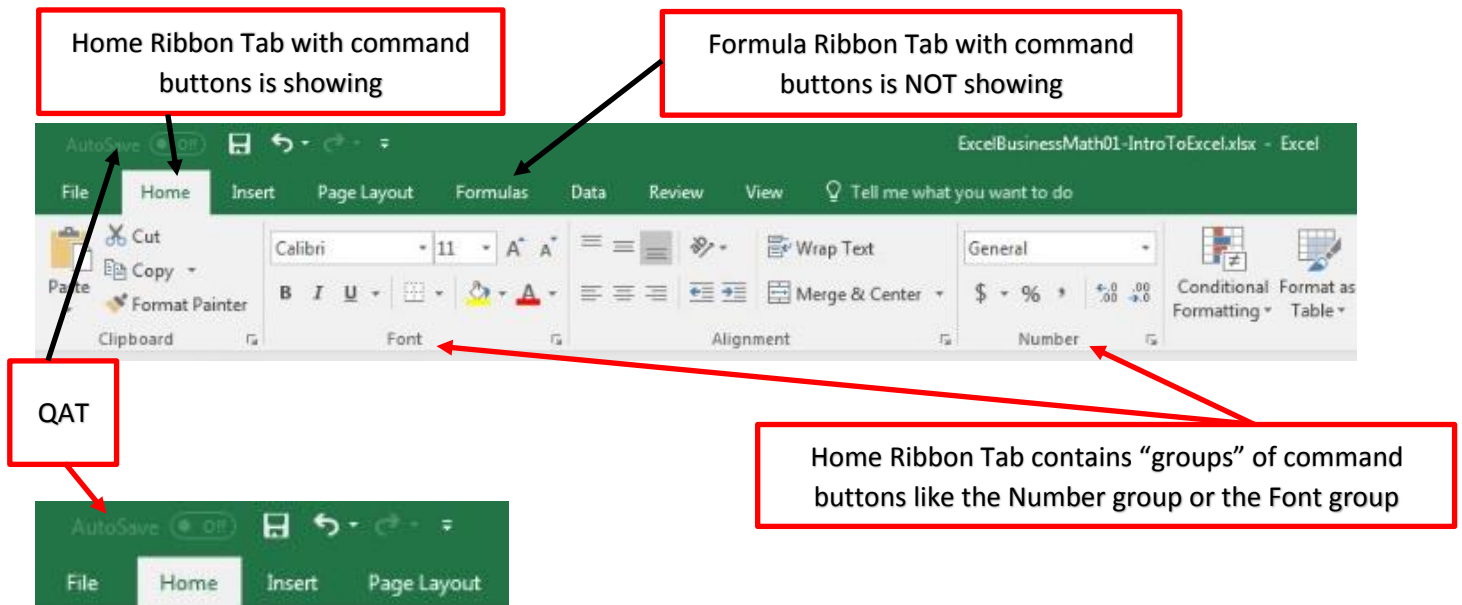 Home Ribbon Tab with command
buttons is showing
Formula Ribbon Tab with command
buttons is NOT showing
AutoSave Off
ExcelBusinessMath01-IntroToExcel.xlsx - Excel
File Home Insert Page Layout Formulas Data Review View Tell me what you want to do
Cut
Copy
Paste
Format Painter
Clipboard
Calibri 11 A A
B I U A
Font
Wrap Text
Merge & Center
Alignment
General
$ % , .0 .00 .00 .0
Number
Conditional
Formatting
Format as
Table
QAT
Home Ribbon Tab contains “groups” of command
buttons like the Number group or the Font group
AutoSave Off
File Home Insert Page Layout